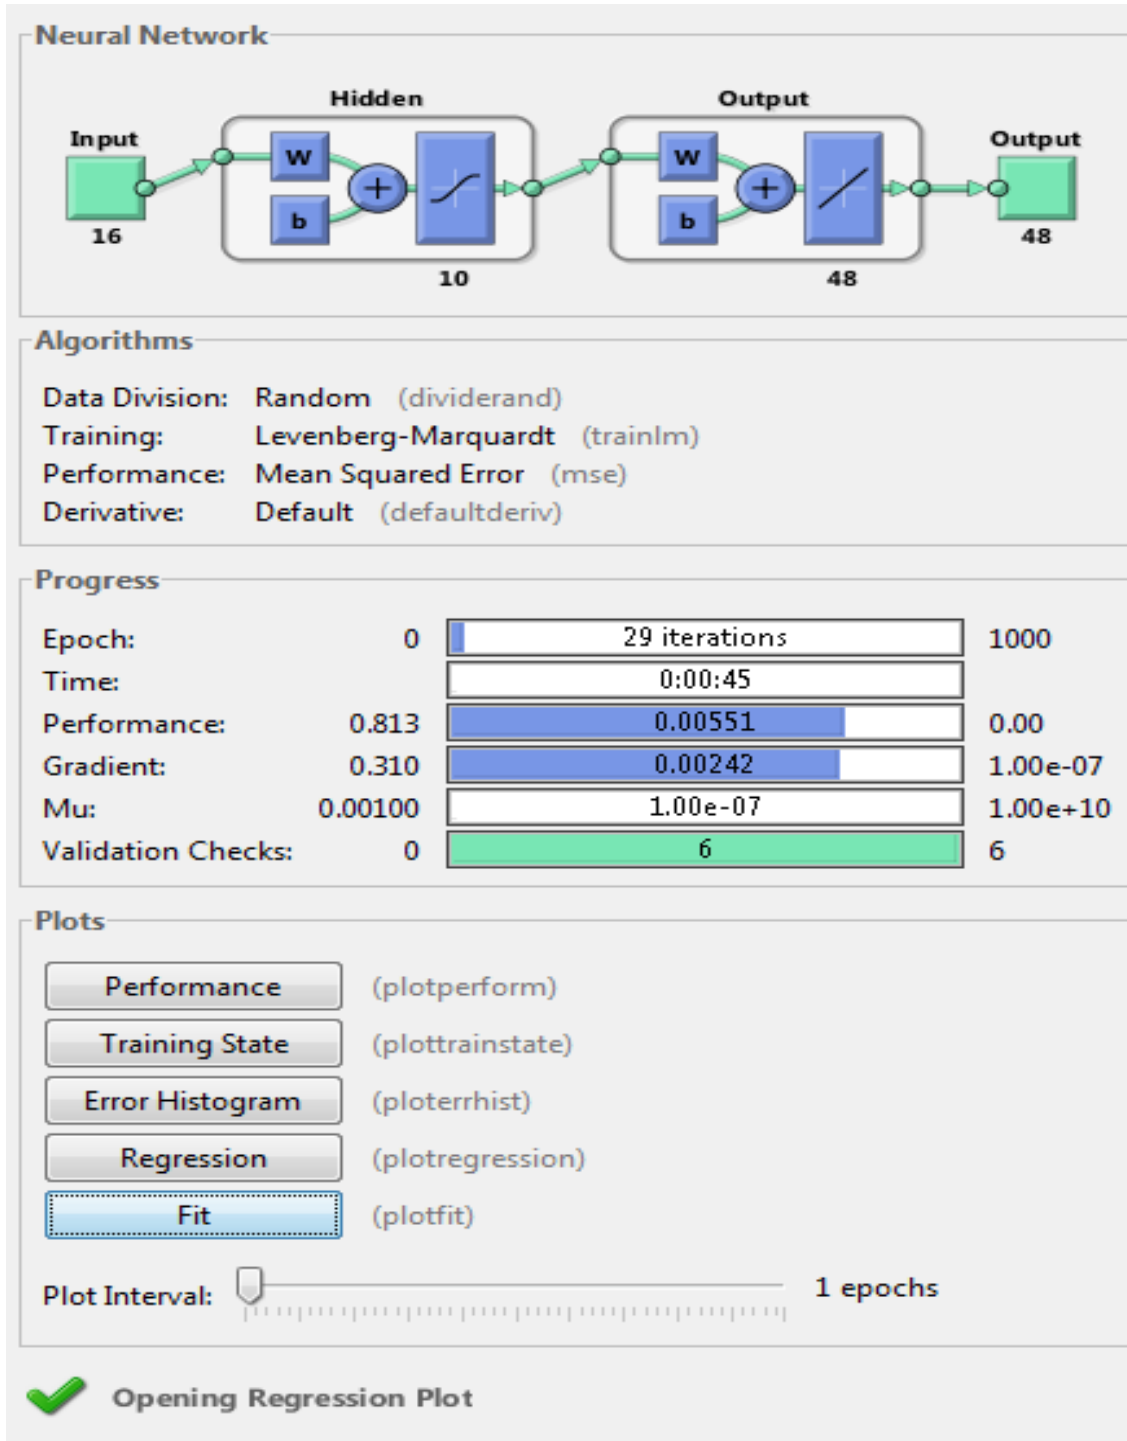 Neural Network
Hidden
Output
Input
Output
W
W
b
b
16
48
10
48
Algorithms
Data Division: Random (dividerand)
Training: Levenberg-Marquardt (trainlm)
Performance: Mean Squared Error (mse)
Derivative: Default (defaultderiv)
Progress
Epoch: 0 29 iterations 1000
Time: 0:00:45
Performance: 0.813 0.00551 0.00
Gradient: 0.310 0.00242 1.00e-07
Mu: 0.00100 1.00e-07 1.00e+10
Validation Checks: 0 6 6
Plots
Performance (plotperform)
Training State (plottrainstate)
Error Histogram (ploterrhist)
Regression (plotregression)
Fit (plotfit)
Plot Interval: 1 epochs
Opening Regression Plot